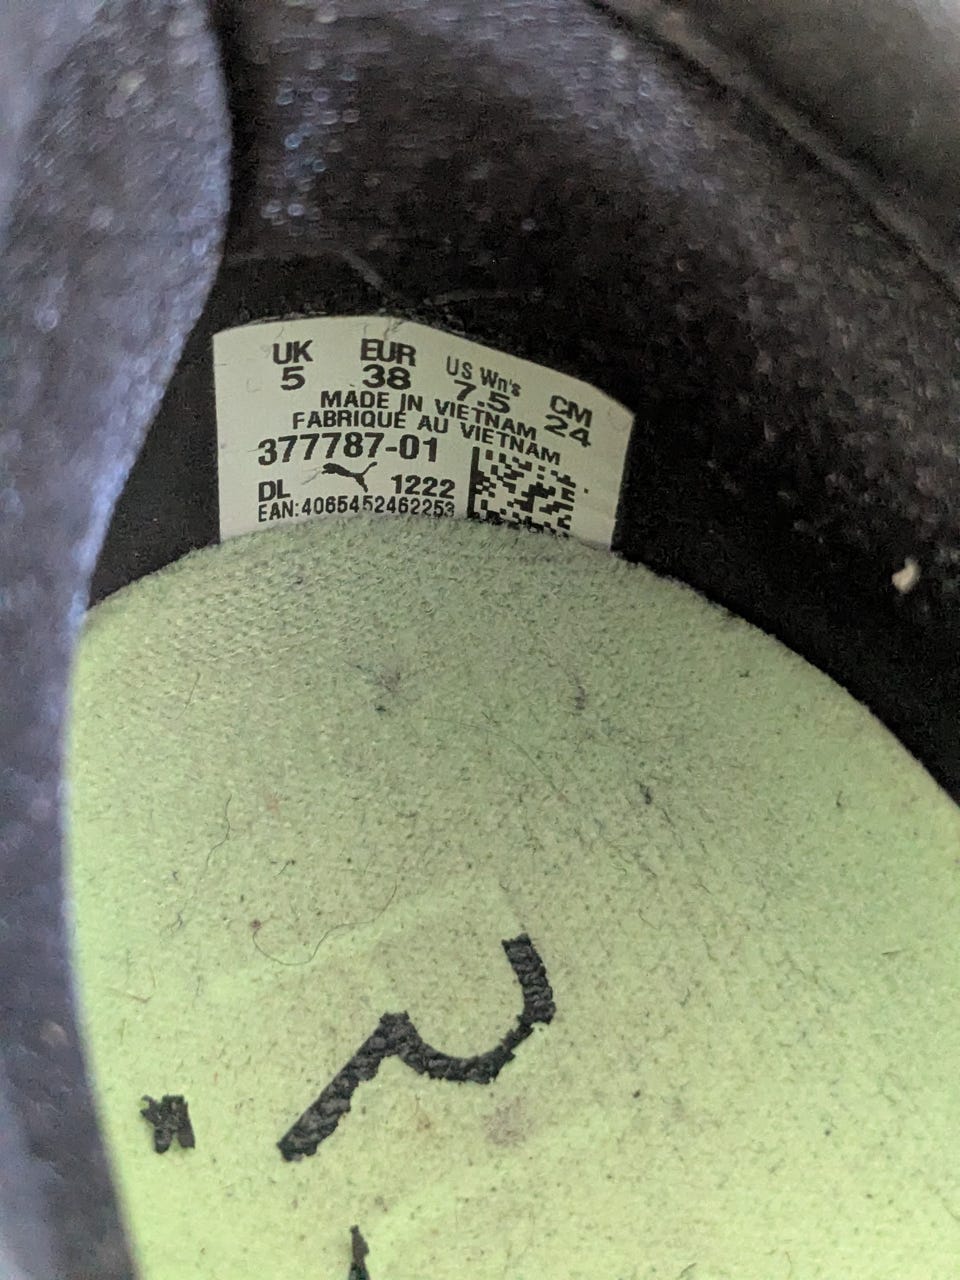 UK EUR US Wn's CM
5 38 7.5 24
MADE IN VIETNAM
FABRIQUÉ AU VIETNAM
377787-01
DL 1222
EAN:4065452462253